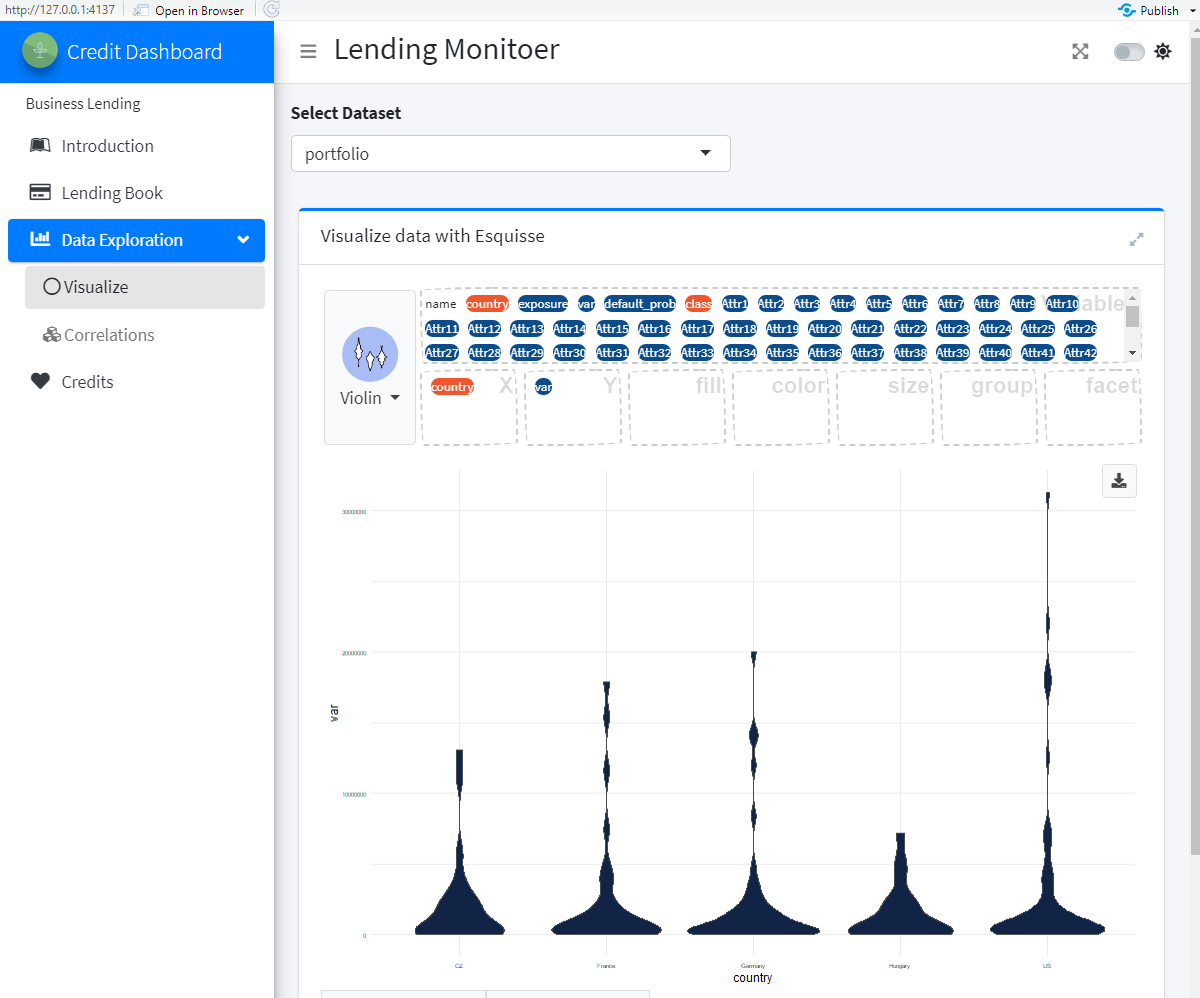 http://127.0.0.1:4137 Open in Browser Publish
Credit Dashboard
Lending Monitoer
Business Lending
Introduction
Lending Book
Data Exploration
Visualize
Correlations
Credits
Select Dataset
portfolio
Visualize data with Esquisse
Violin
name country exposure var default_prob class Attr1 Attr2 Attr3 Attr4 Attr5 Attr6 Attr7 Attr8 Attr9 Attr10
Attr11 Attr12 Attr13 Attr14 Attr15 Attr16 Attr17 Attr18 Attr19 Attr20 Attr21 Attr22 Attr23 Attr24 Attr25 Attr26
Attr27 Attr28 Attr29 Attr30 Attr31 Attr32 Attr33 Attr34 Attr35 Attr36 Attr37 Attr38 Attr39 Attr40 Attr41 Attr42
country X var Y fill color size group facet
3000000
2000000
1000000
0
var
CZ France Germany Hungary US
country